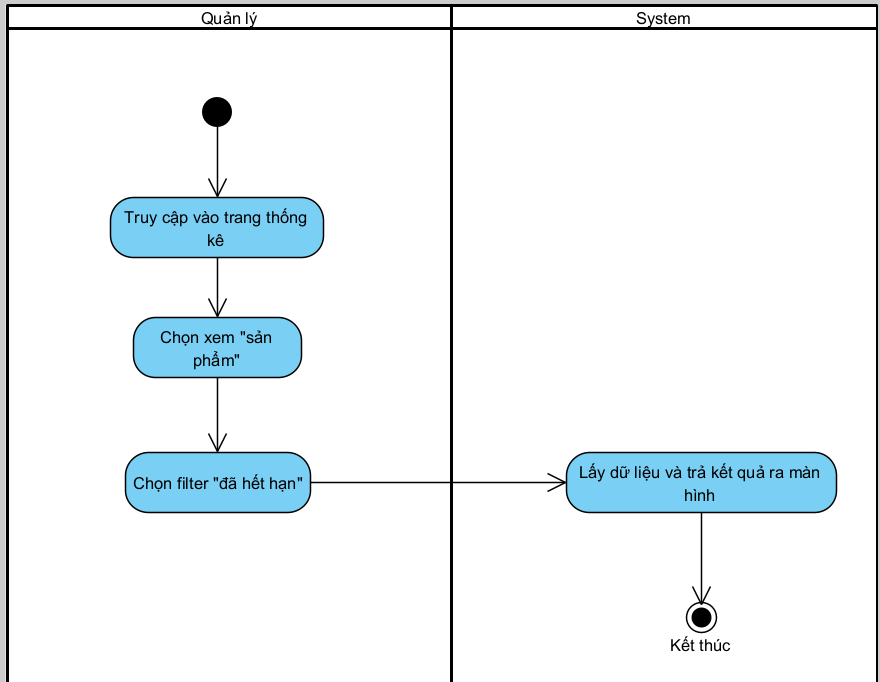 Quản lý
System
Truy cập vào trang thống
kê
Chọn xem "sản
phẩm"
Chọn filter "đã hết hạn"
Lấy dữ liệu và trả kết quả ra màn
hình
Kết thúc